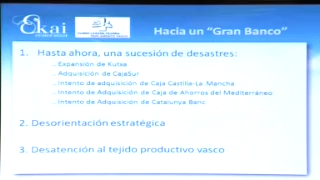 Ekai
Hacia un "Gran Banco"
1. Hasta ahora, una sucesión de desastres:
.. Expansión de Kutxa
.. Adquisición de CajaSur
.. Intento de adquisición de Caja Castilla-La Mancha
.. Intento de Adquisición de Caja de Ahorros del Mediterráneo
.. Intento de Adquisición de Catalunya Banc
2. Desorientación estratégica
3. Desatención al tejido productivo vasco